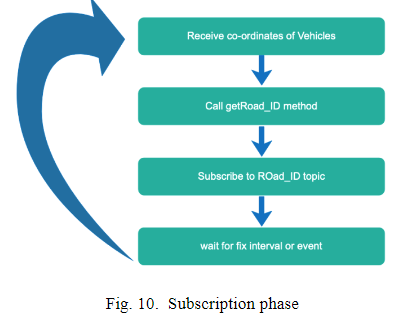 Receive co-ordinates of Vehicles
Call getRoad_ID method
Subscribe to ROad_ID topic
wait for fix interval or event
Fig. 10. Subscription phase